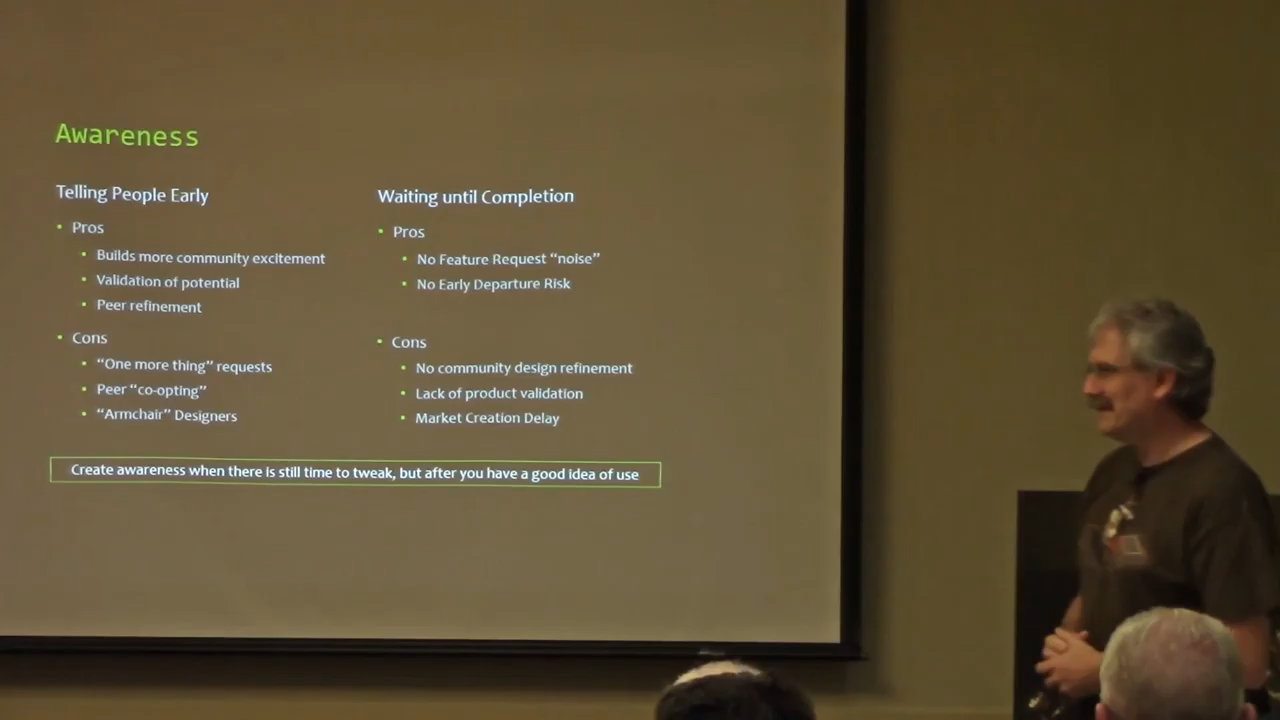 Awareness
Telling People Early
• Pros
• Builds more community excitement
• Validation of potential
• Peer refinement
• Cons
• “One more thing” requests
• Peer “co-opting”
• “Armchair” Designers
Waiting until Completion
• Pros
• No Feature Request “noise”
• No Early Departure Risk
• Cons
• No community design refinement
• Lack of product validation
• Market Creation Delay
Create awareness when there is still time to tweak, but after you have a good idea of use